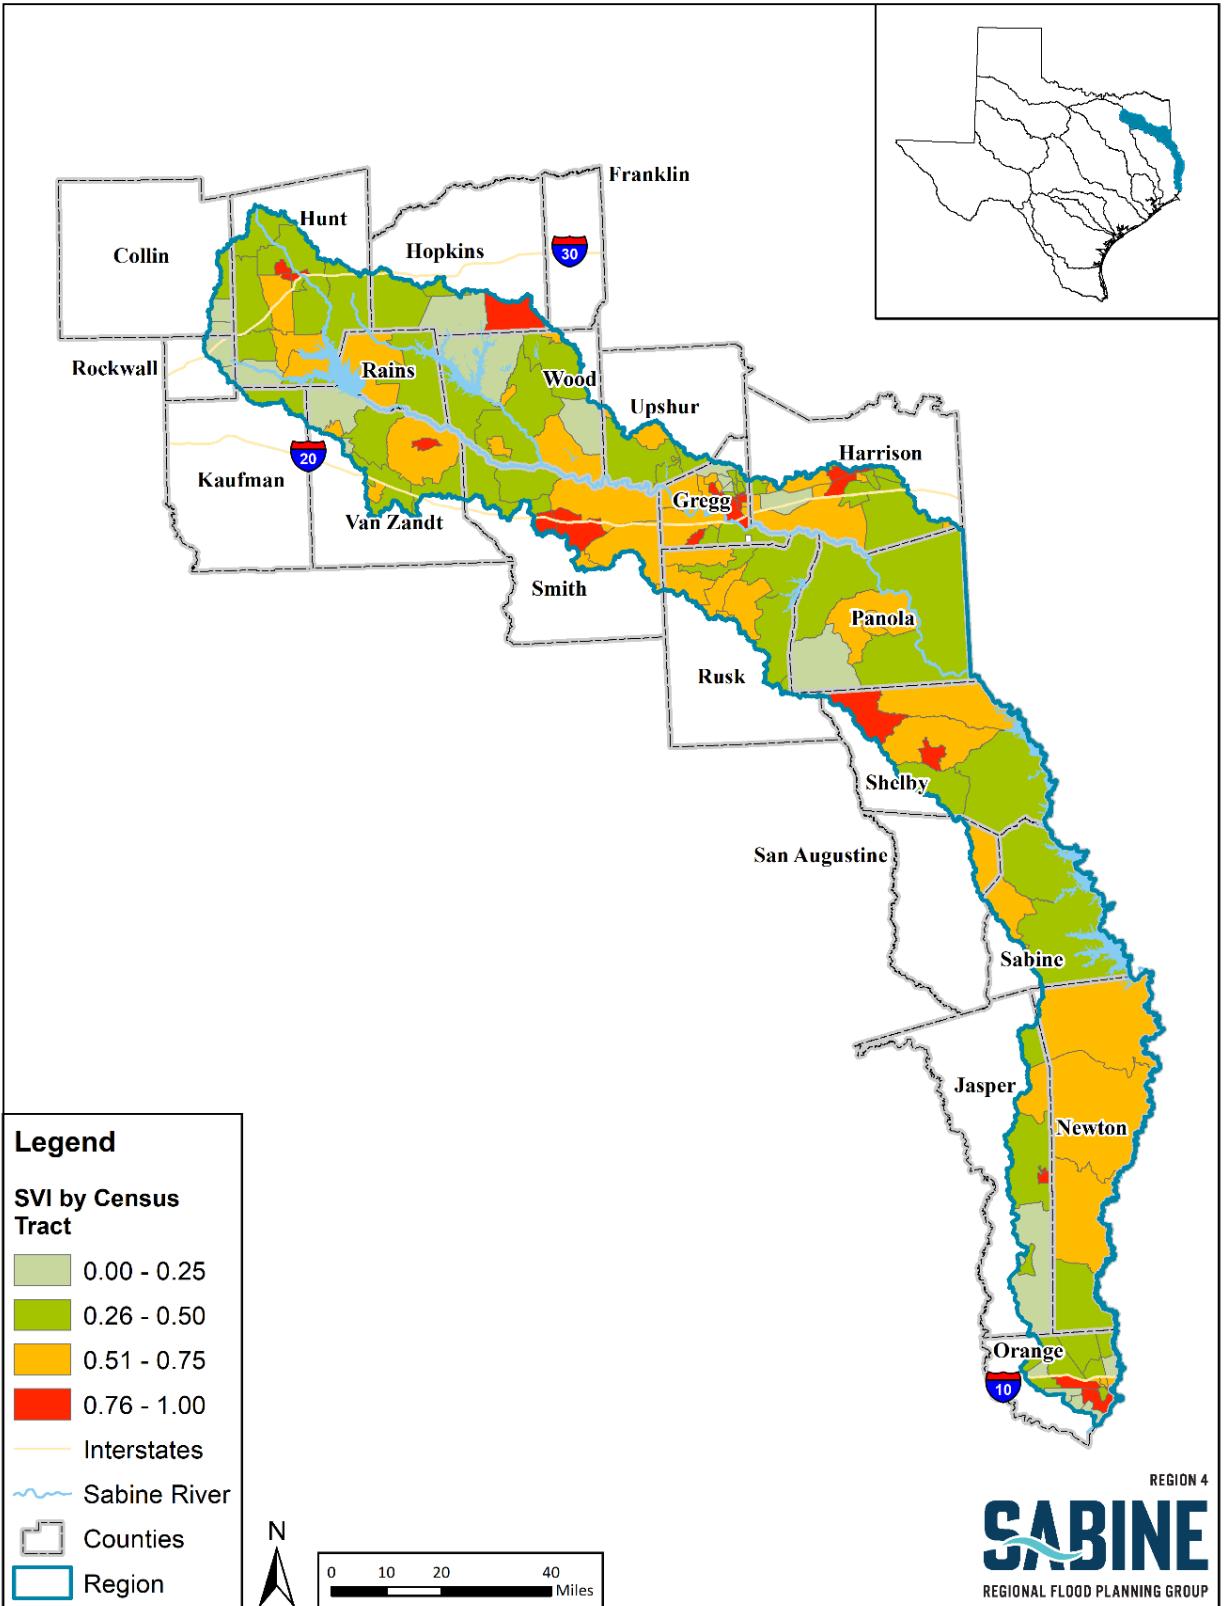 Franklin
Hunt
Hopkins
Collin
30
Rockwall
Rains
Wood
Upshur
Harrison
20
Kaufman
Gregg
Van Zandt
Smith
Panola
Rusk
Shelby
San Augustine
Sabine
Jasper
Newton
Orange
10
Legend
SVI by Census
Tract
0.00 - 0.25
0.26 - 0.50
0.51 - 0.75
0.76 - 1.00
Interstates
Sabine River
Counties
Region
N
0 10 20 40
Miles
REGION 4
SABINE
REGIONAL FLOOD PLANNING GROUP